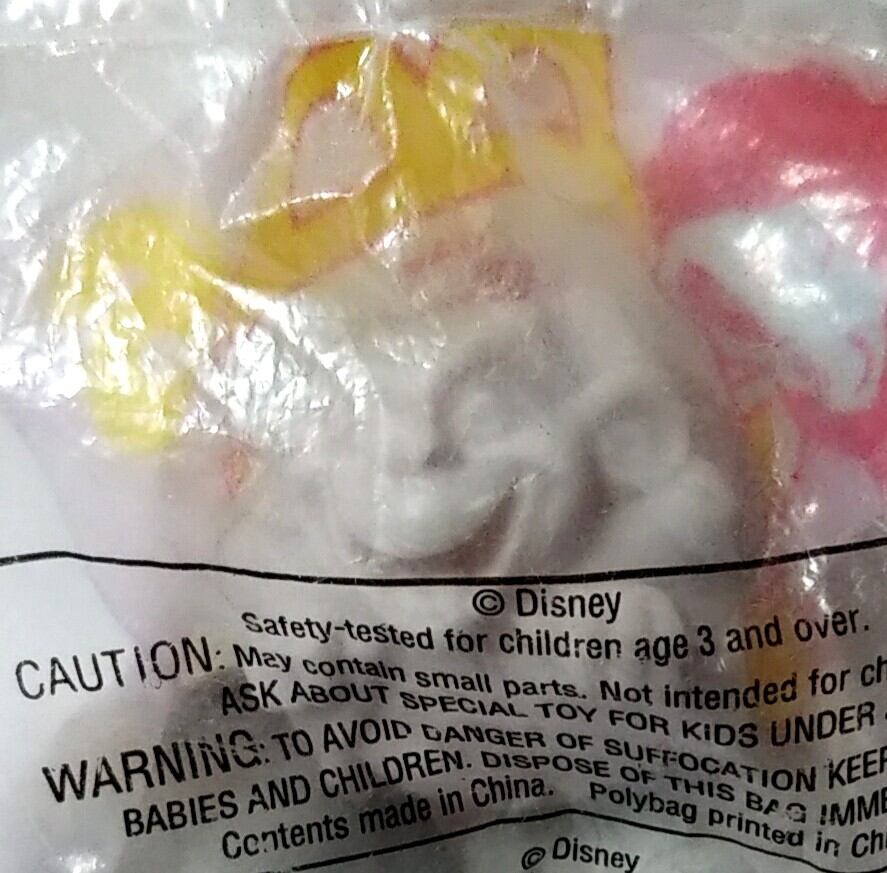 © Disney
Safety-tested for children age 3 and over.
CAUTION: May contain small parts. Not intended for ch
ASK ABOUT SPECIAL TOY FOR KIDS UNDER
WARNING: TO AVOID DANGER OF SUFFOCATION KEEP
BABIES AND CHILDREN. DISPOSE OF THIS BAG IMME
Contents made in China. Polybag printed in Chi
© Disney